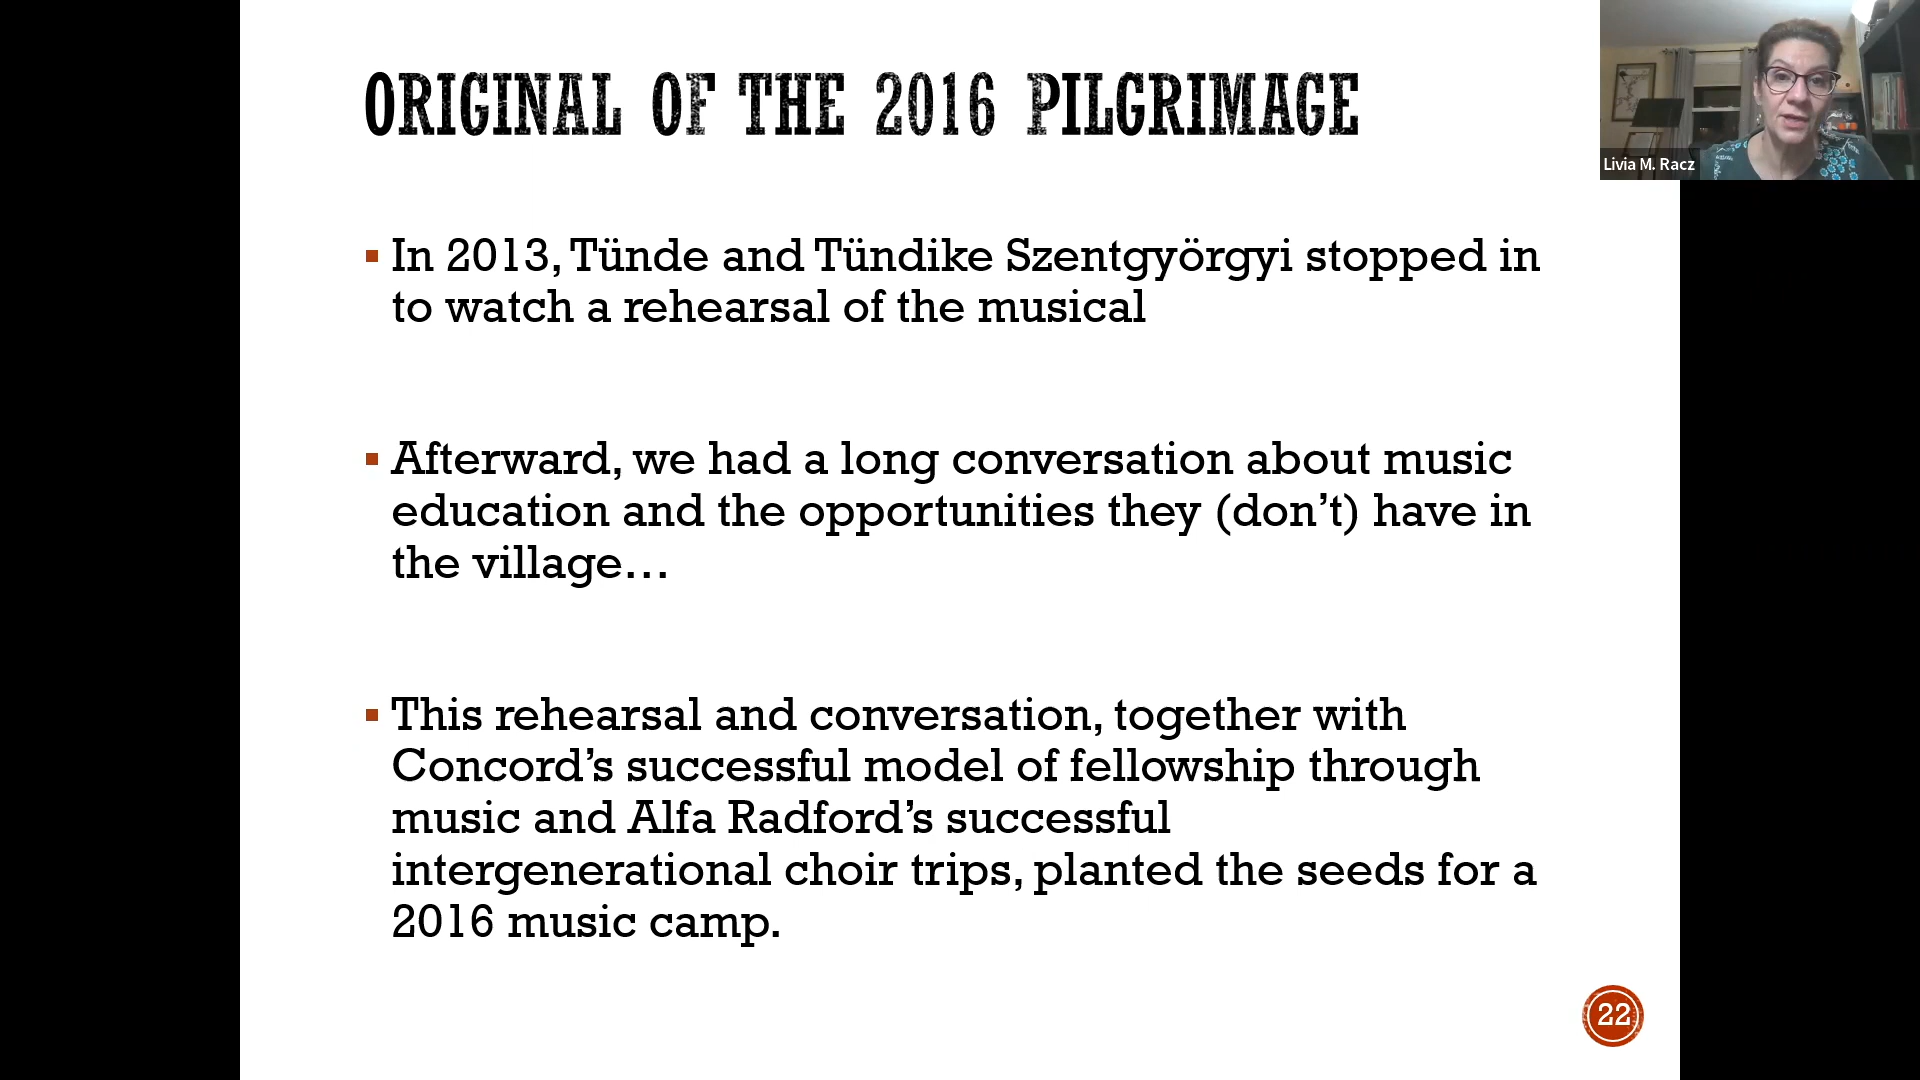 ORIGINAL OF THE 2016 PILGRIMAGE
Livia M. Racz
▪ In 2013, Tünde and Tündike Szentgyörgyi stopped in
to watch a rehearsal of the musical
▪ Afterward, we had a long conversation about music
education and the opportunities they (don’t) have in
the village…
▪ This rehearsal and conversation, together with
Concord’s successful model of fellowship through
music and Alfa Radford’s successful
intergenerational choir trips, planted the seeds for a
2016 music camp.
22